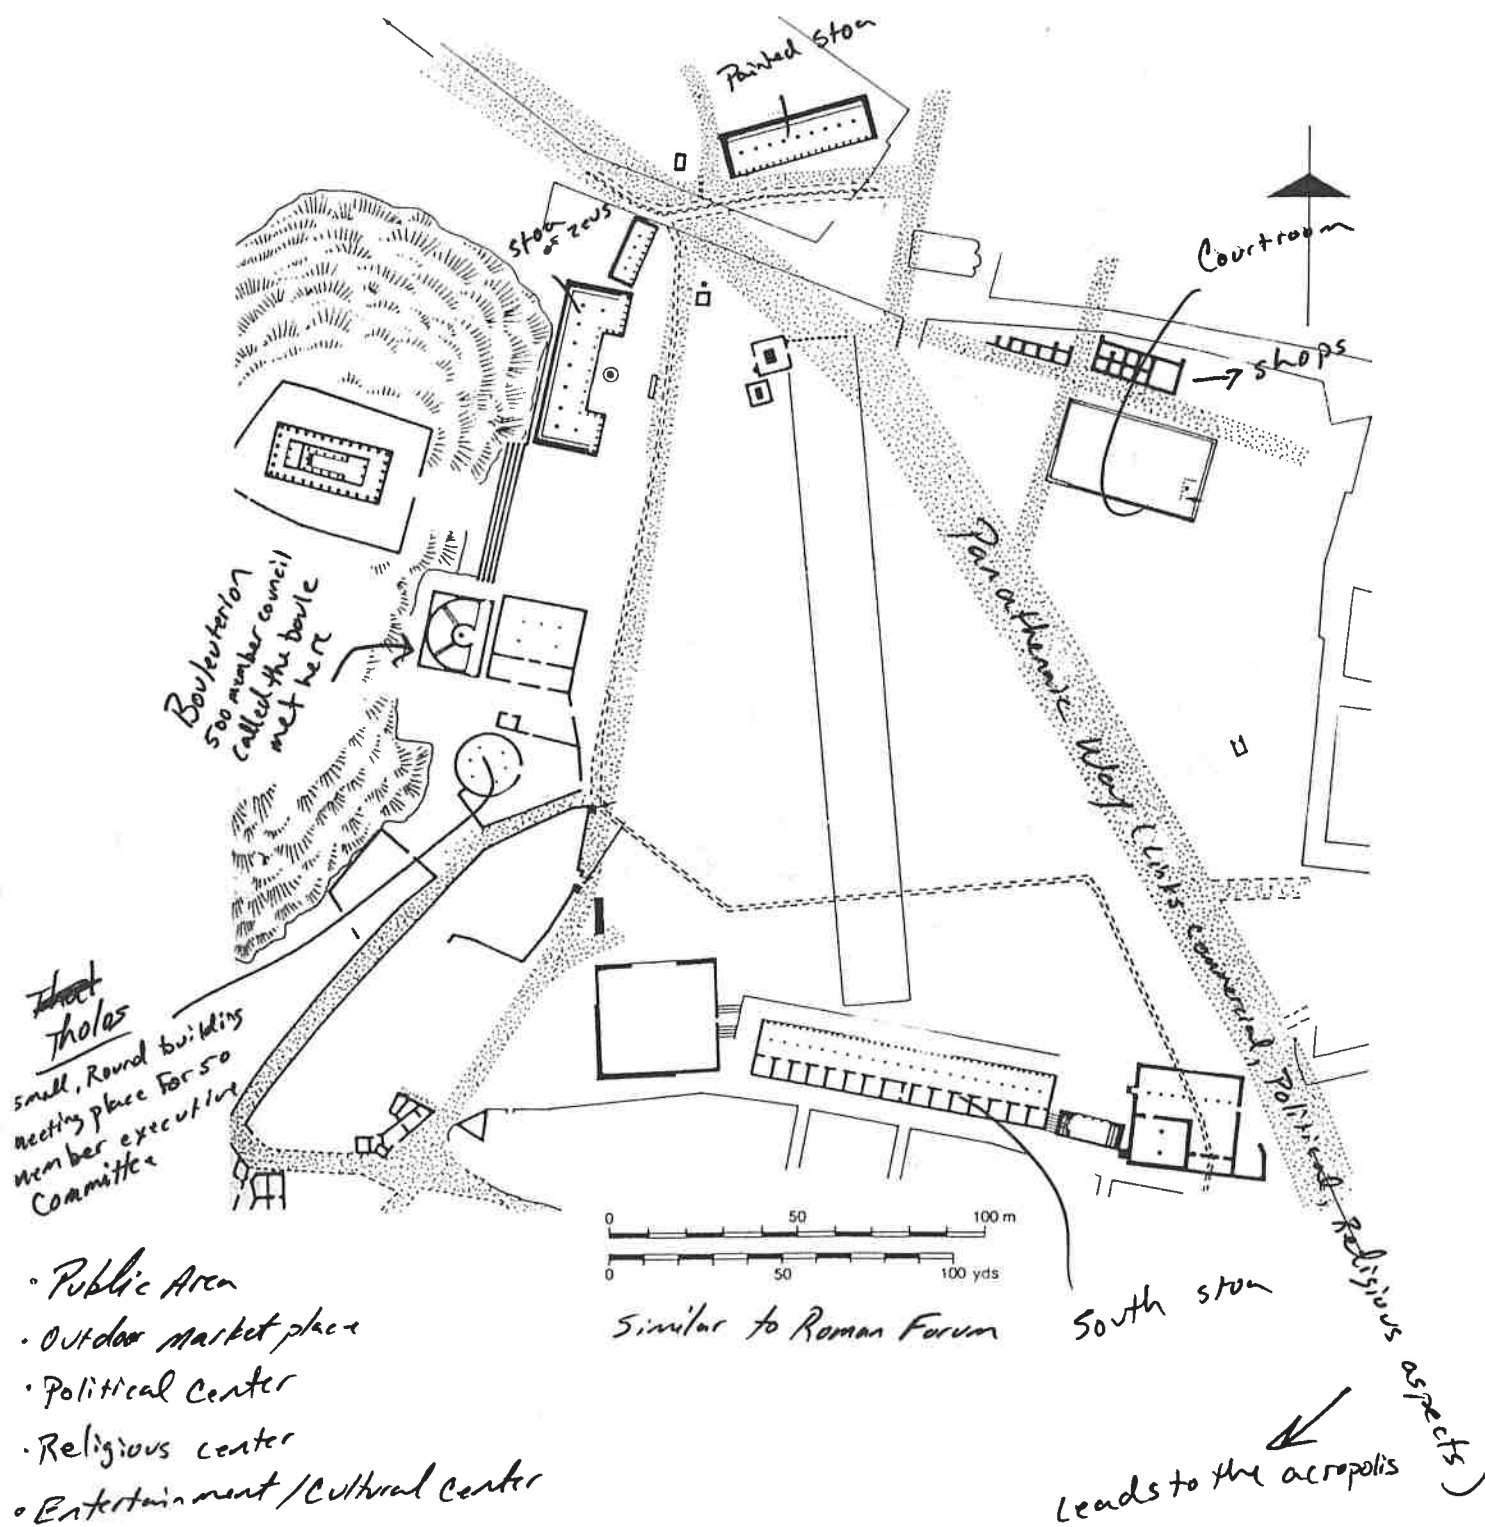 Painted stoa
stoa
of zeus
Courtroom
→ shops
Bouleuterion
500 member council
called the boule
met here
Panathenaic Way (Links commercial, Political, Religious aspects)
Tholos
small, Round building
meeting place For 50
member executive
Committee
0 50 100 m
0 50 100 yds
Similar to Roman Forum
South stoa
Leads to the acropolis
• Public Area
• Outdoor market place
• Political Center
• Religious center
• Entertainment/Cultural Center